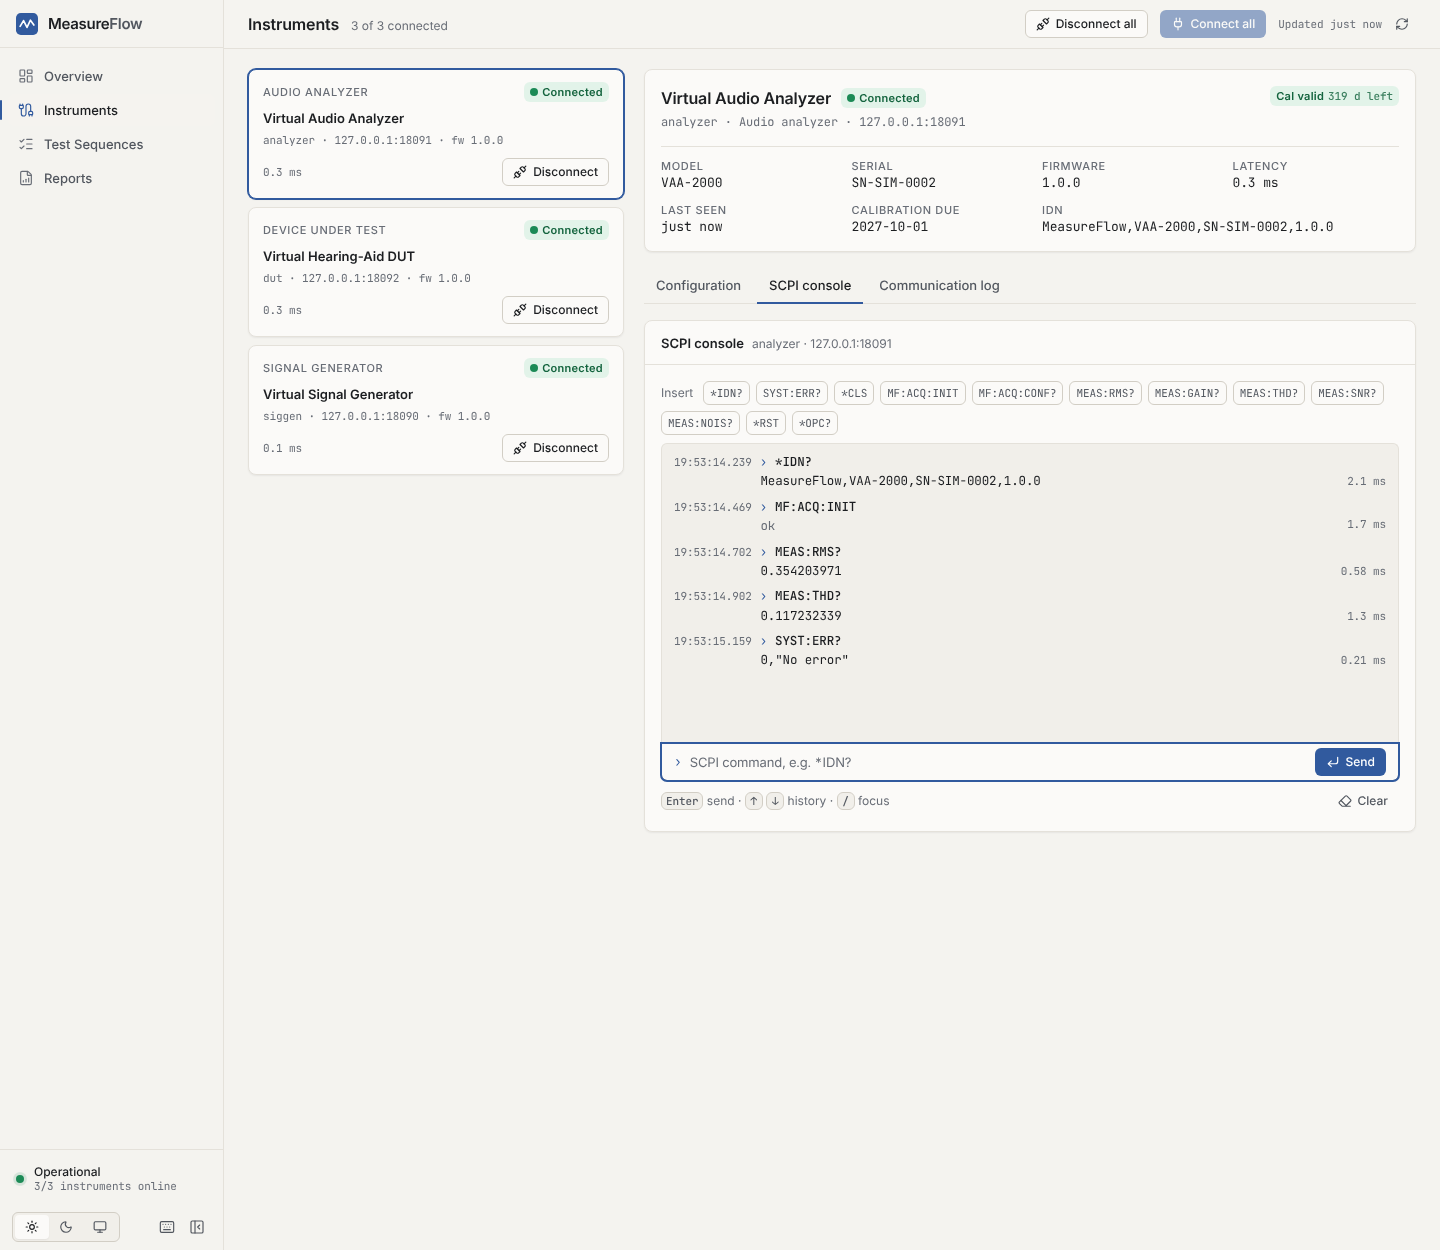 MeasureFlow
Overview
Instruments
Test Sequences
Reports
Operational
3/3 instruments online
Instruments 3 of 3 connected
Disconnect all
Connect all
Updated just now
AUDIO ANALYZER
Connected
Virtual Audio Analyzer
analyzer · 127.0.0.1:18091 · fw 1.0.0
0.3 ms
Disconnect
DEVICE UNDER TEST
Connected
Virtual Hearing-Aid DUT
dut · 127.0.0.1:18092 · fw 1.0.0
0.3 ms
Disconnect
SIGNAL GENERATOR
Connected
Virtual Signal Generator
siggen · 127.0.0.1:18090 · fw 1.0.0
0.1 ms
Disconnect
Virtual Audio Analyzer
Connected
Cal valid 319 d left
analyzer · Audio analyzer · 127.0.0.1:18091
MODEL SERIAL FIRMWARE LATENCY
VAA-2000 SN-SIM-0002 1.0.0 0.3 ms
LAST SEEN CALIBRATION DUE IDN
just now 2027-10-01 MeasureFlow,VAA-2000,SN-SIM-0002,1.0.0
Configuration SCPI console Communication log
SCPI console analyzer · 127.0.0.1:18091
Insert *IDN? SYST:ERR? *CLS MF:ACQ:INIT MF:ACQ:CONF? MEAS:RMS? MEAS:GAIN? MEAS:THD? MEAS:SNR?
MEAS:NOIS? *RST *OPC?
19:53:14.239 › *IDN?
MeasureFlow,VAA-2000,SN-SIM-0002,1.0.0 2.1 ms
19:53:14.469 › MF:ACQ:INIT
ok 1.7 ms
19:53:14.702 › MEAS:RMS?
0.354203971 0.58 ms
19:53:14.902 › MEAS:THD?
0.117232339 1.3 ms
19:53:15.159 › SYST:ERR?
0,"No error" 0.21 ms
› SCPI command, e.g. *IDN? Send
Enter send · ↑ ↓ history · / focus Clear